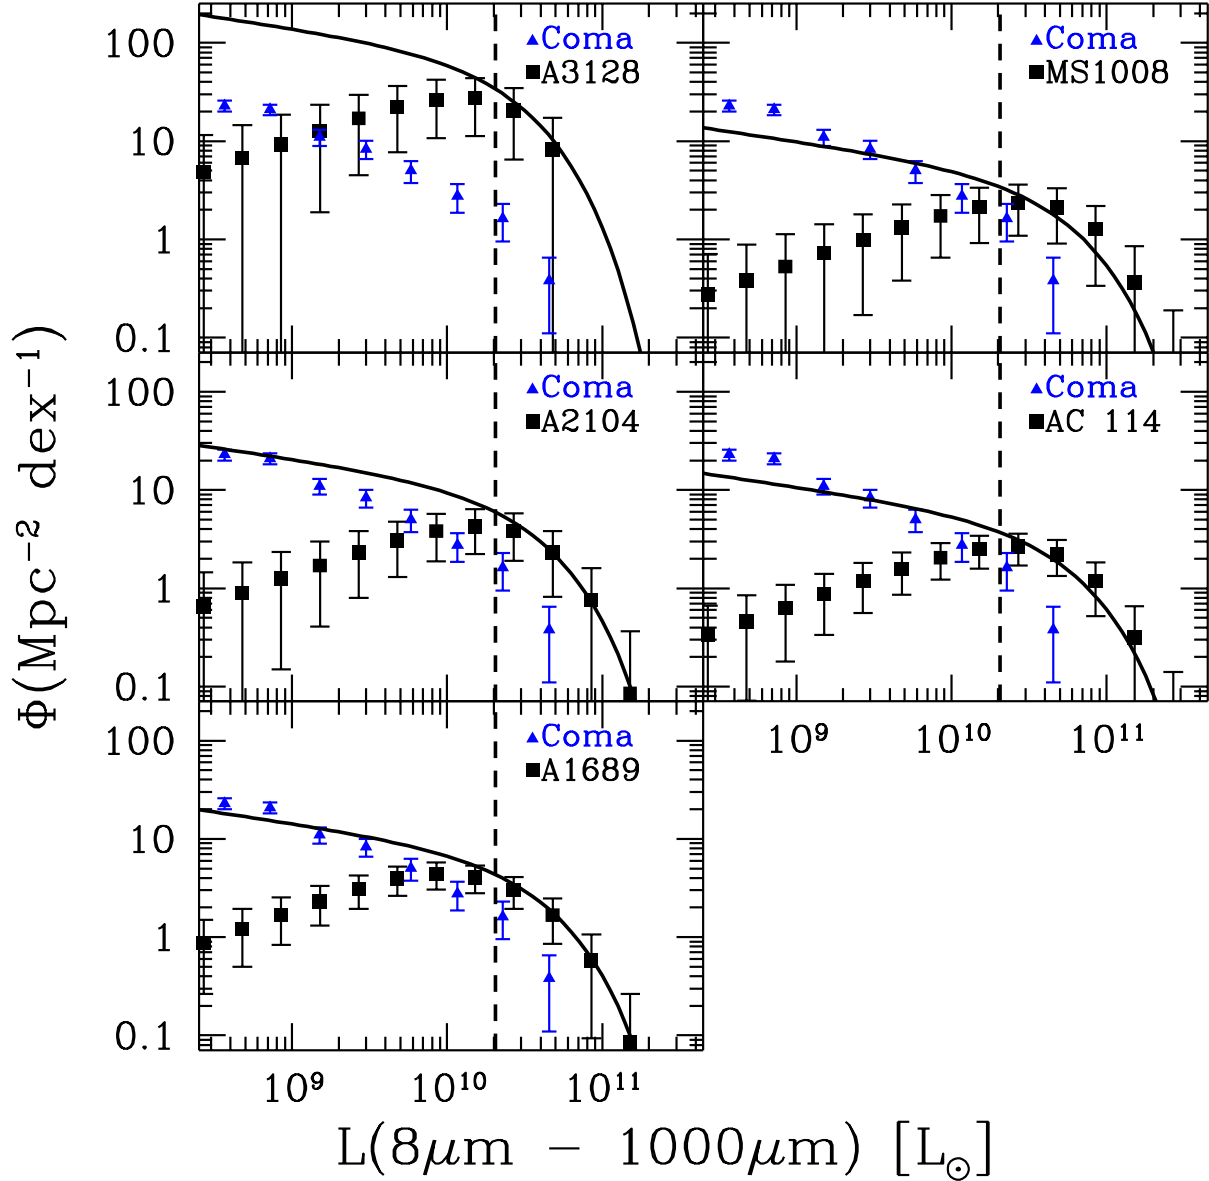 Coma
A3128
100
10
1
0.1
Coma
MS1008
Coma
A2104
100
10
1
0.1
Coma
AC 114
10⁹ 10¹⁰ 10¹¹
Coma
A1689
100
10
1
0.1
10⁹ 10¹⁰ 10¹¹
Φ(Mpc⁻² dex⁻¹)
L(8μm − 1000μm) [L☉]